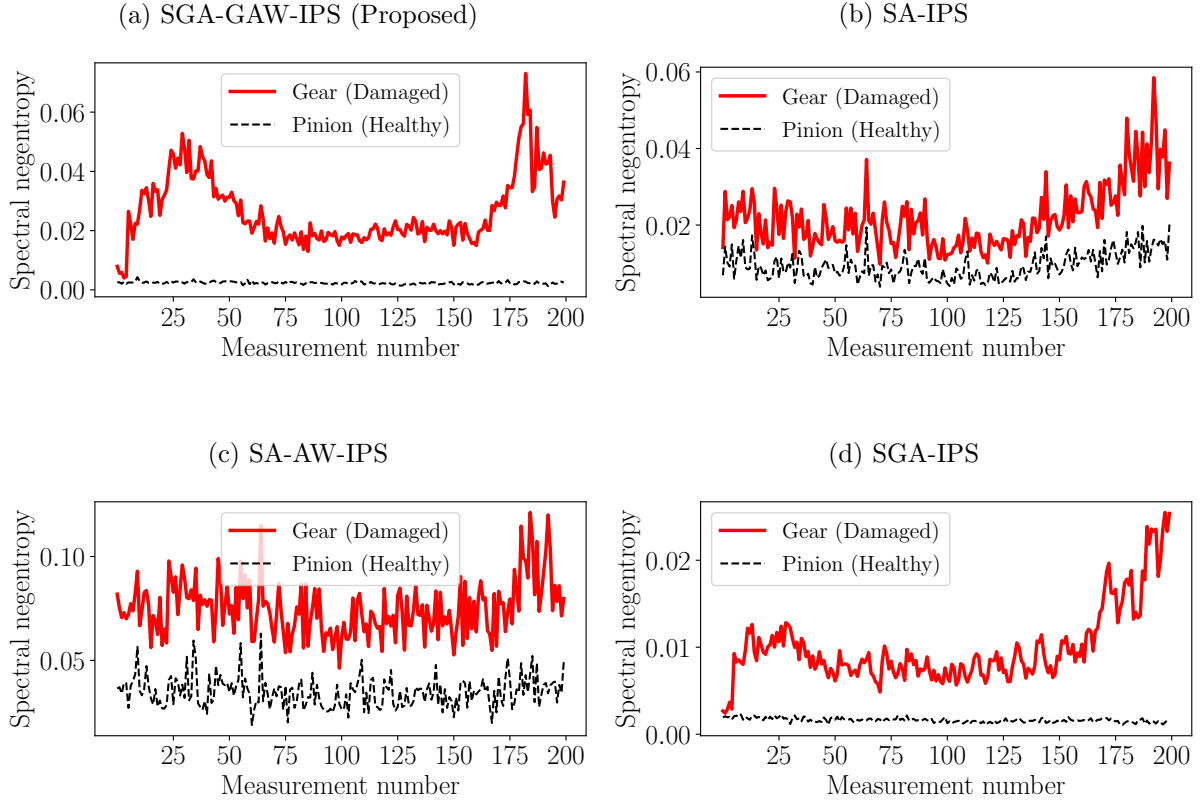 (a) SGA-GAW-IPS (Proposed)
Spectral negentropy
0.06
0.04
0.02
0.00
Gear (Damaged)
Pinion (Healthy)
25 50 75 100 125 150 175 200
Measurement number
(b) SA-IPS
Spectral negentropy
0.06
0.04
0.02
Gear (Damaged)
Pinion (Healthy)
25 50 75 100 125 150 175 200
Measurement number
(c) SA-AW-IPS
Spectral negentropy
0.10
0.05
Gear (Damaged)
Pinion (Healthy)
25 50 75 100 125 150 175 200
Measurement number
(d) SGA-IPS
Spectral negentropy
0.02
0.01
0.00
Gear (Damaged)
Pinion (Healthy)
25 50 75 100 125 150 175 200
Measurement number